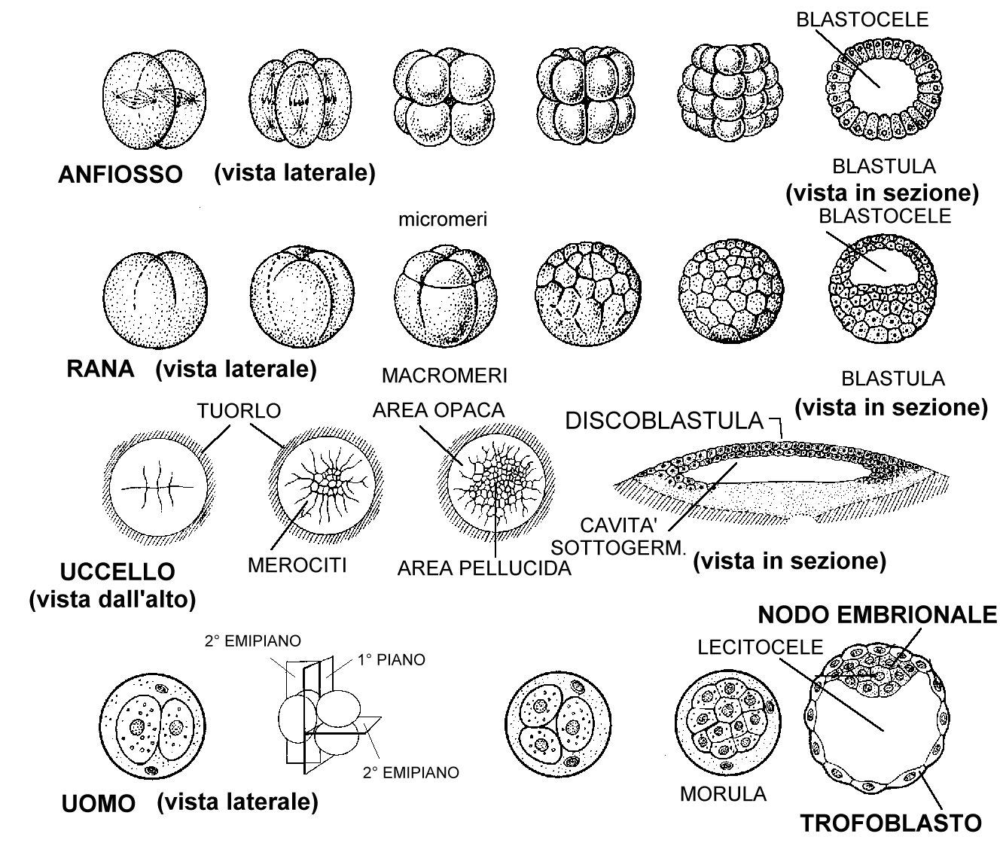 BLASTOCELE
ANFIOSSO (vista laterale)
BLASTULA
(vista in sezione)
BLASTOCELE
micromeri
RANA (vista laterale)
MACROMERI
BLASTULA
(vista in sezione)
TUORLO
AREA OPACA
DISCOBLASTULA
MEROCITI
AREA PELLUCIDA
CAVITA'
SOTTOGERM.
(vista in sezione)
UCCELLO
(vista dall'alto)
NODO EMBRIONALE
LECITOCELE
2° EMIPIANO
1° PIANO
2° EMIPIANO
MORULA
UOMO (vista laterale)
TROFOBLASTO